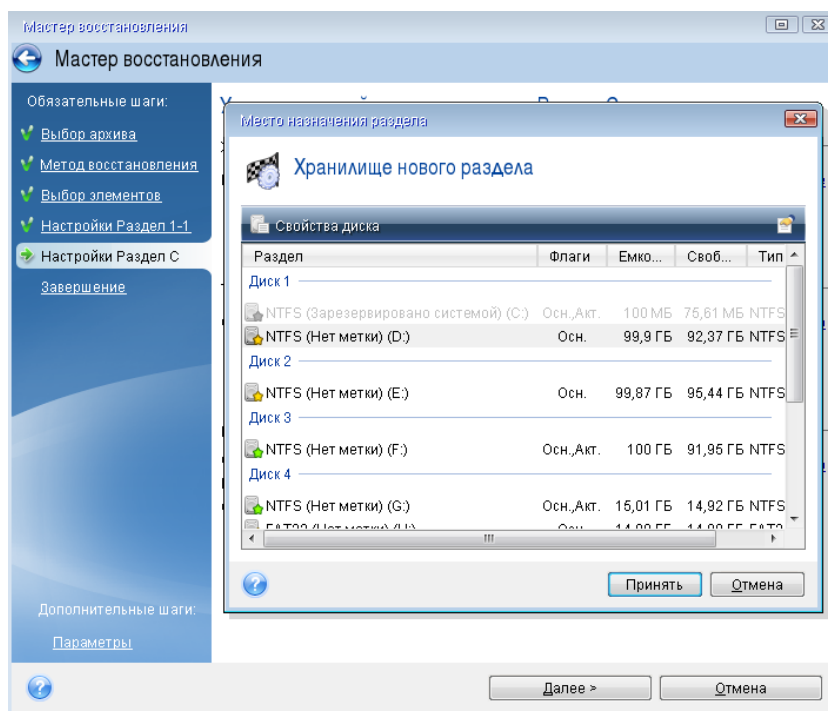 Мастер восстановления
Мастер восстановления
Обязательные шаги:
Выбор архива
Метод восстановления
Выбор элементов
Настройки Раздел 1-1
Настройки Раздел C
Завершение
Дополнительные шаги:
Параметры
Место назначения раздела
Хранилище нового раздела
Свойства диска
Раздел Флаги Емко... Своб... Тип
Диск 1
NTFS (Зарезервировано системой) (C:) Осн.,Акт. 100 МБ 75,61 МБ NTFS
NTFS (Нет метки) (D:) Осн. 99,9 ГБ 92,37 ГБ NTFS
Диск 2
NTFS (Нет метки) (E:) Осн. 99,87 ГБ 95,44 ГБ NTFS
Диск 3
NTFS (Нет метки) (F:) Осн.,Акт. 100 ГБ 91,95 ГБ NTFS
Диск 4
NTFS (Нет метки) (G:) Осн.,Акт. 15,01 ГБ 14,92 ГБ NTFS
Принять Отмена
Далее > Отмена